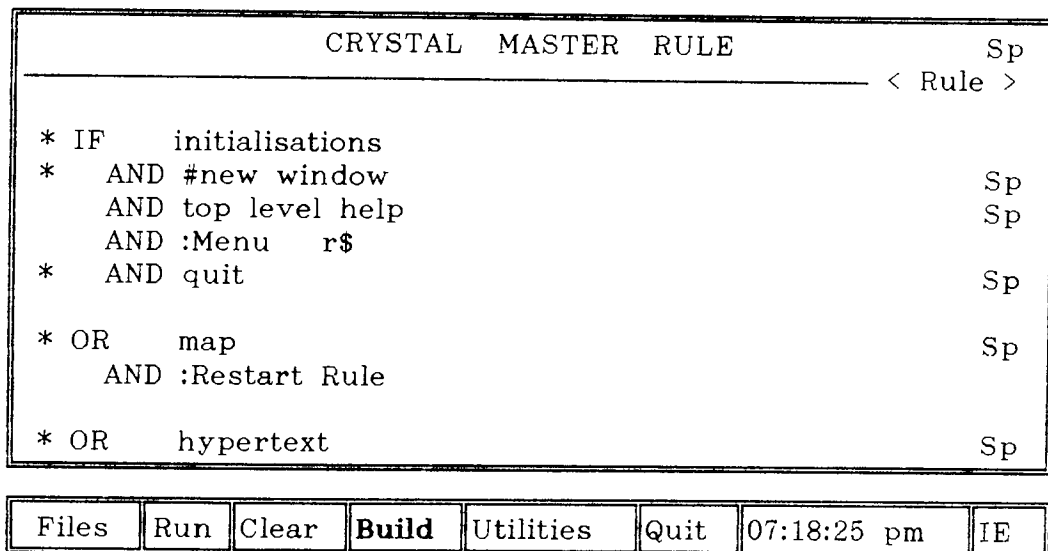 CRYSTAL MASTER RULE Sp
< Rule >
* IF initialisations
* AND #new window Sp
AND top level help Sp
AND :Menu r$
* AND quit Sp
* OR map Sp
AND :Restart Rule
* OR hypertext Sp
Files Run Clear Build Utilities Quit 07:18:25 pm IE